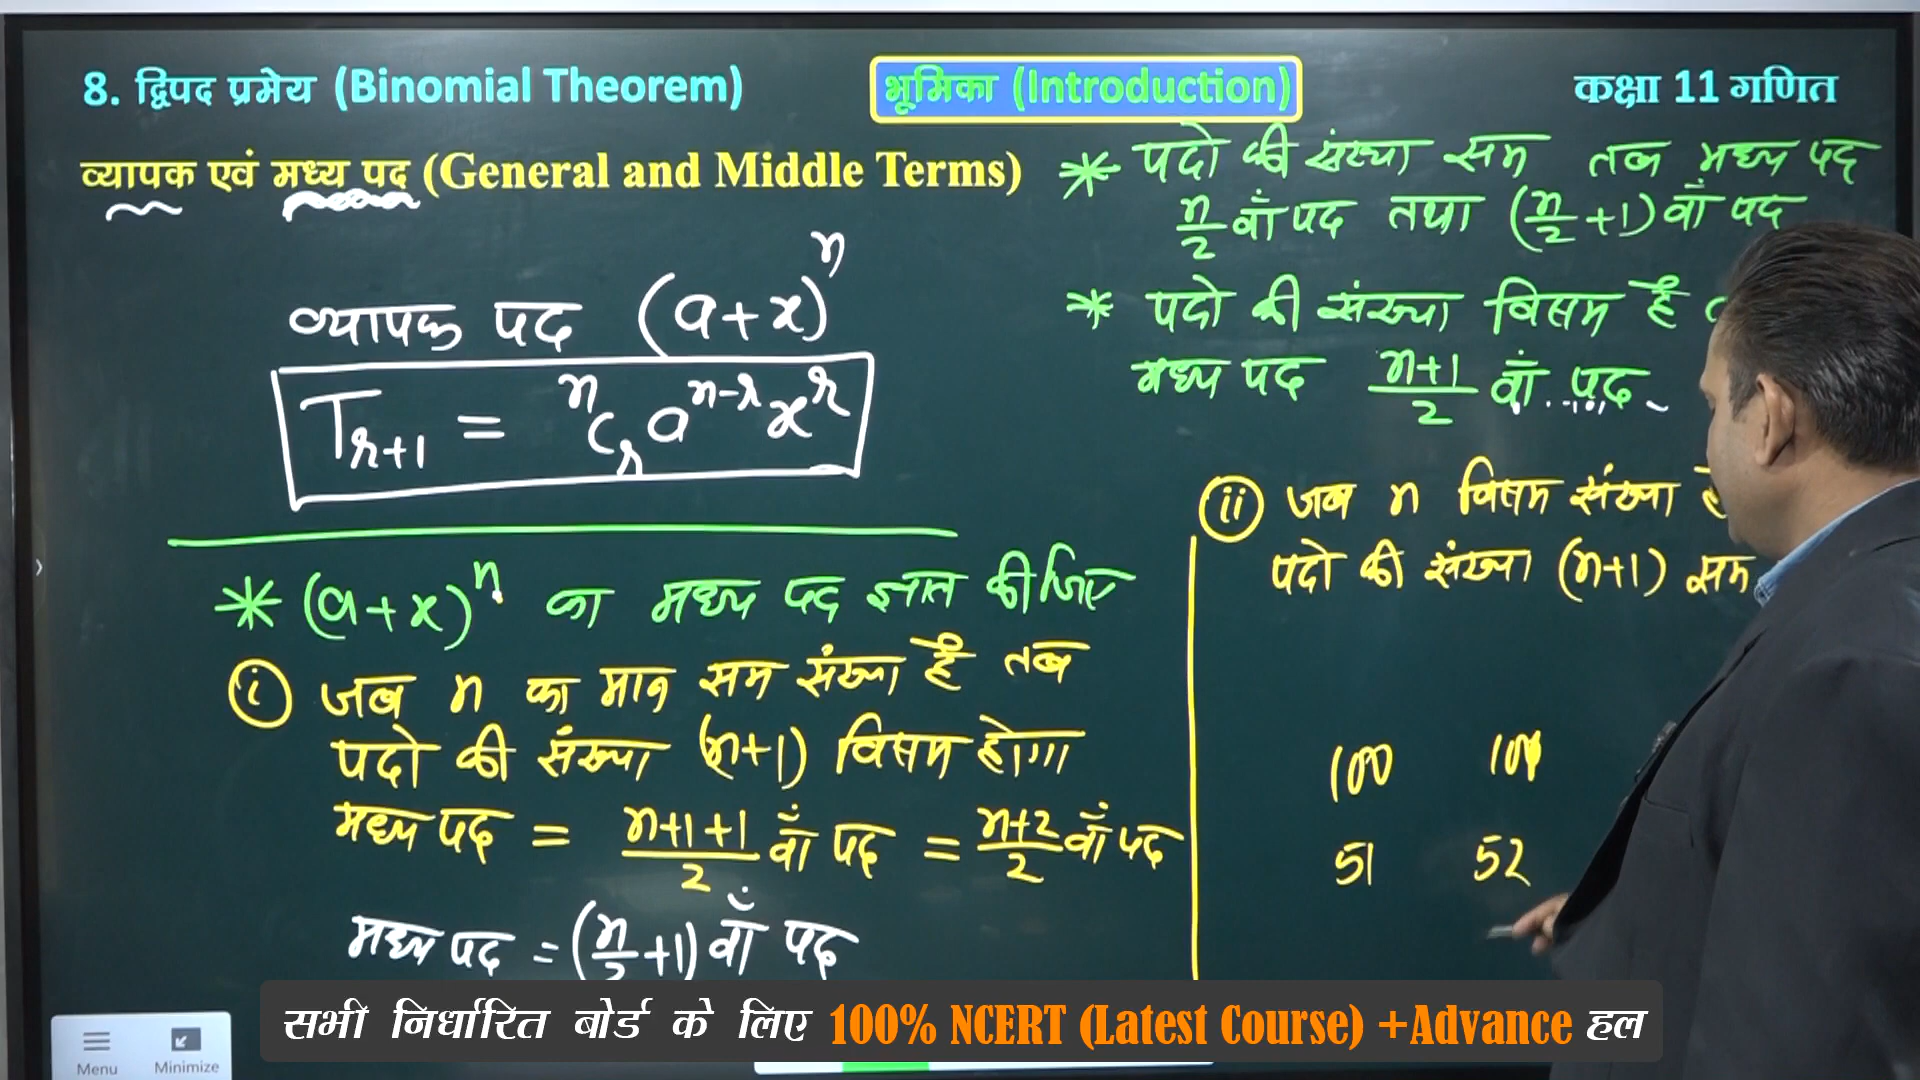 8. द्विपद प्रमेय (Binomial Theorem)
भूमिका (Introduction)
कक्षा 11 गणित
व्यापक एवं मध्य पद (General and Middle Terms)
व्यापक पद (a+x)^n
T_{r+1} = ^nC_r a^{n-r} x^r
* (a+x)^n का मध्य पद ज्ञात कीजिए
(i) जब n का मान सम संख्या है तब
पदो की संख्या (n+1) विषम होगा
मध्य पद = (n+1+1)/2 वाँ पद = (n+2)/2 वाँ पद
मध्य पद = (n/2 +1) वाँ पद
* पदो की संख्या सम तब मध्य पद
n/2 वाँ पद तथा (n/2 +1) वाँ पद
* पदो की संख्या विषम है
मध्य पद (n+1)/2 वाँ पद
(ii) जब n विषम संख्या
पदो की संख्या (n+1) सम
100
51 52
सभी निर्धारित बोर्ड के लिए 100% NCERT (Latest Course) +Advance हल
Menu
Minimize